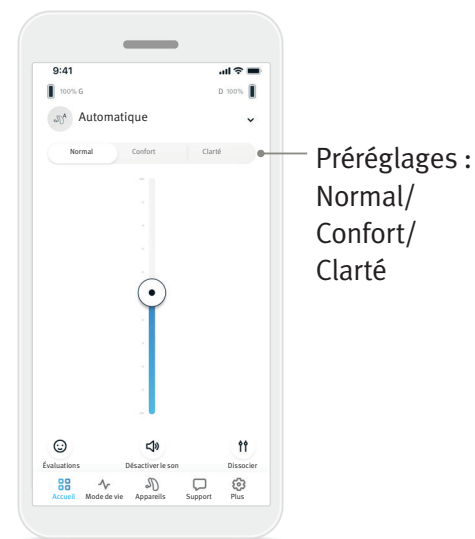 9:41
100% G
D 100%
Automatique
Normal Confort Clarté
Préréglages :
Normal/
Confort/
Clarté
Évaluations Désactiver le son Dissocier
Accueil Mode de vie Appareils Support Plus